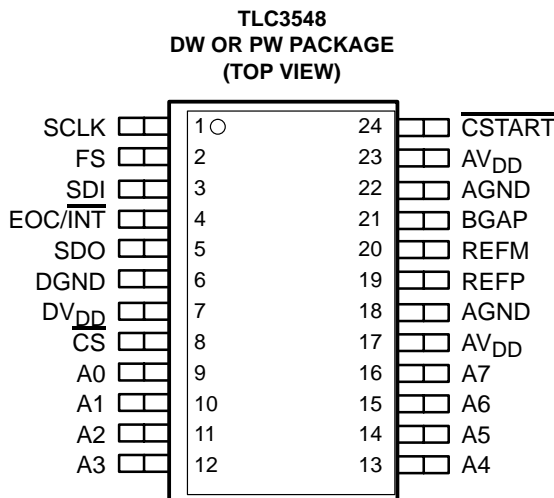 TLC3548
DW OR PW PACKAGE
(TOP VIEW)
SCLK 1 24 CSTART
FS 2 23 AVDD
SDI 3 22 AGND
EOC/INT 4 21 BGAP
SDO 5 20 REFM
DGND 6 19 REFP
DVDD 7 18 AGND
CS 8 17 AVDD
A0 9 16 A7
A1 10 15 A6
A2 11 14 A5
A3 12 13 A4